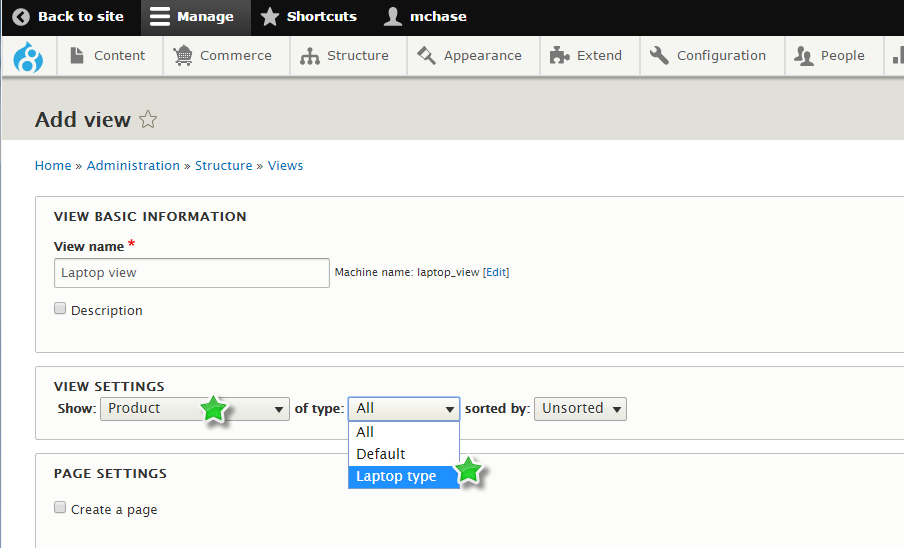 Back to site Manage Shortcuts mchase
Content Commerce Structure Appearance Extend Configuration People
Add view
Home » Administration » Structure » Views
VIEW BASIC INFORMATION
View name *
Laptop view Machine name: laptop_view [Edit]
Description
VIEW SETTINGS
Show: Product of type: All sorted by: Unsorted
All
Default
Laptop type
PAGE SETTINGS
Create a page